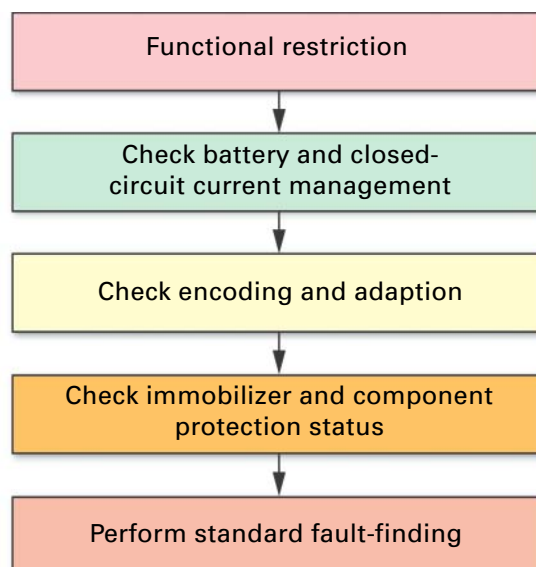 Functional restriction
Check battery and closed-
circuit current management
Check encoding and adaption
Check immobilizer and component
protection status
Perform standard fault-finding